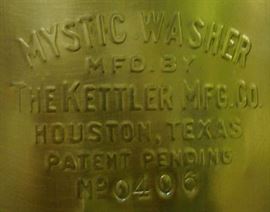 MYSTIC WASHER
MFD. BY
THE KETTLER MFG. CO.
HOUSTON, TEXAS
PATENT PENDING
No 0406